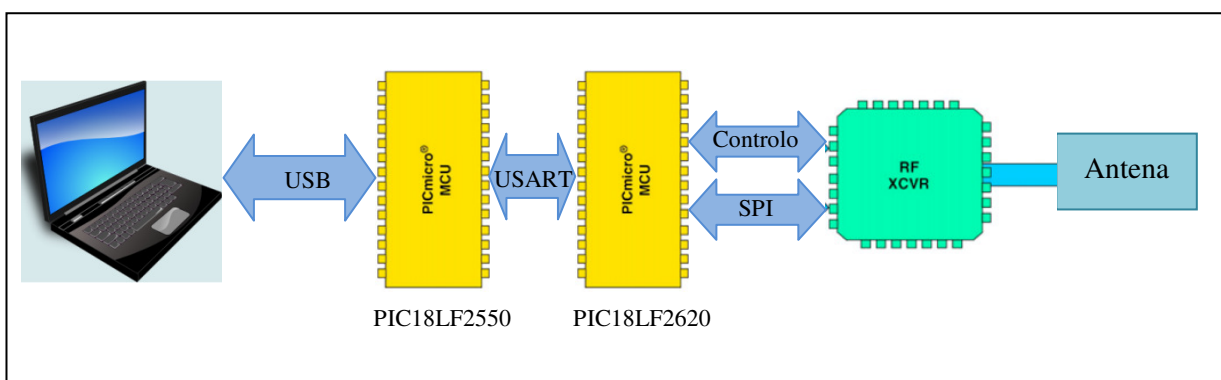 USB
PICmicro®
MCU
USART
PICmicro®
MCU
Controlo
SPI
RF
XCVR
Antena
PIC18LF2550
PIC18LF2620